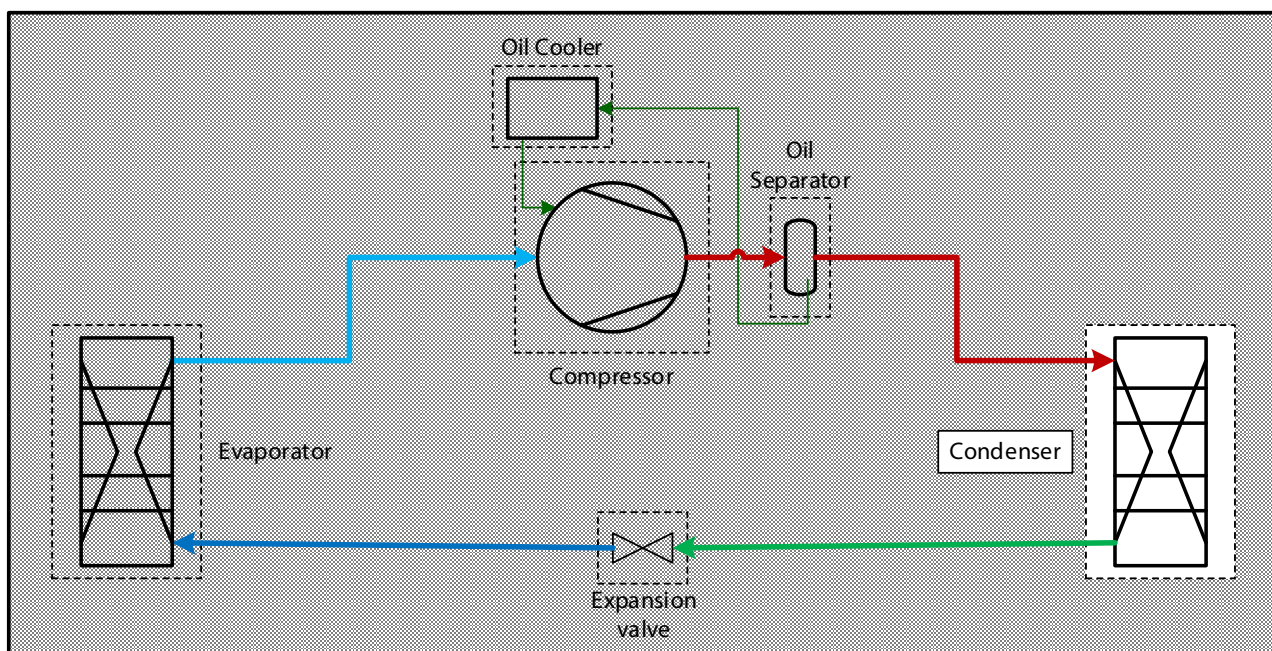 Oil Cooler
Oil
Separator
Compressor
Evaporator
Condenser
Expansion
valve